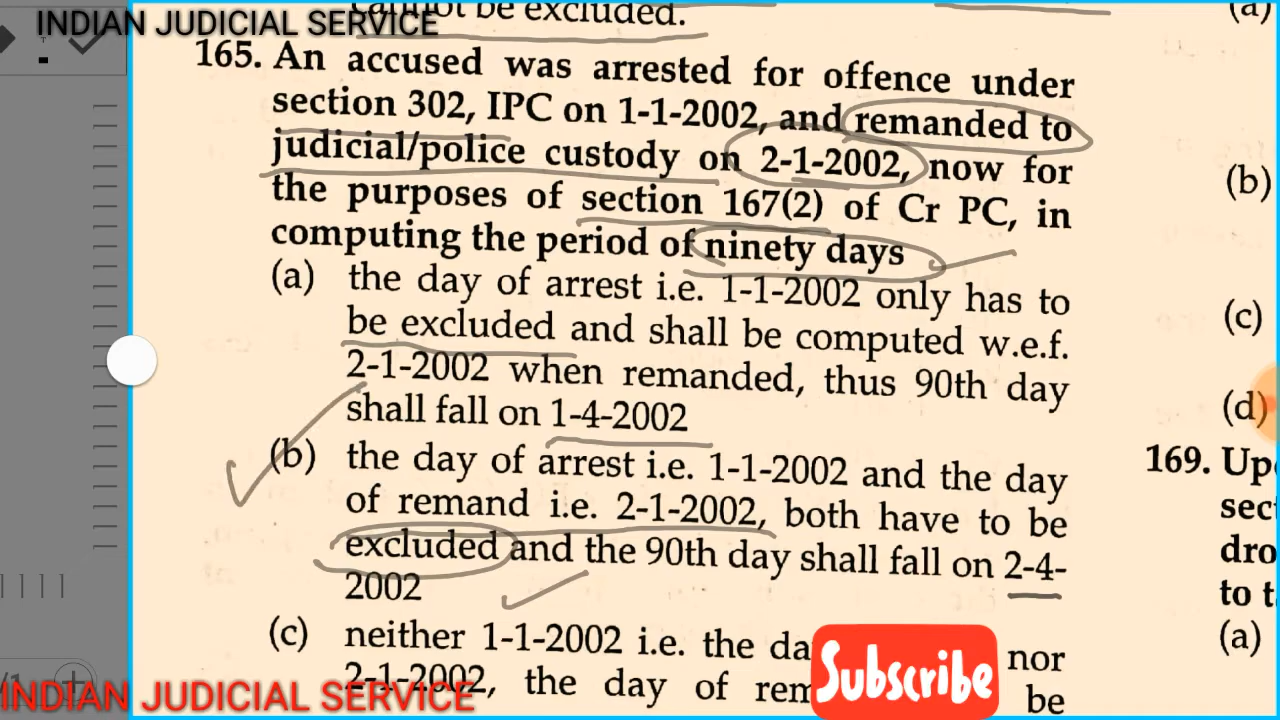 cannot be excluded.
INDIAN JUDICIAL SERVICE
165. An accused was arrested for offence under
section 302, IPC on 1-1-2002, and remanded to
judicial/police custody on 2-1-2002, now for
the purposes of section 167(2) of Cr PC, in
computing the period of ninety days
(a) the day of arrest i.e. 1-1-2002 only has to
be excluded and shall be computed w.e.f.
2-1-2002 when remanded, thus 90th day
shall fall on 1-4-2002
(b) the day of arrest i.e. 1-1-2002 and the day
of remand i.e. 2-1-2002, both have to be
excluded and the 90th day shall fall on 2-4-
2002
(c) neither 1-1-2002 i.e. the nor
2-1-2002, the day of be
(a)
(b)
(c)
(d)
169.
to
(a)
Subscribe
INDIAN JUDICIAL SERVICE